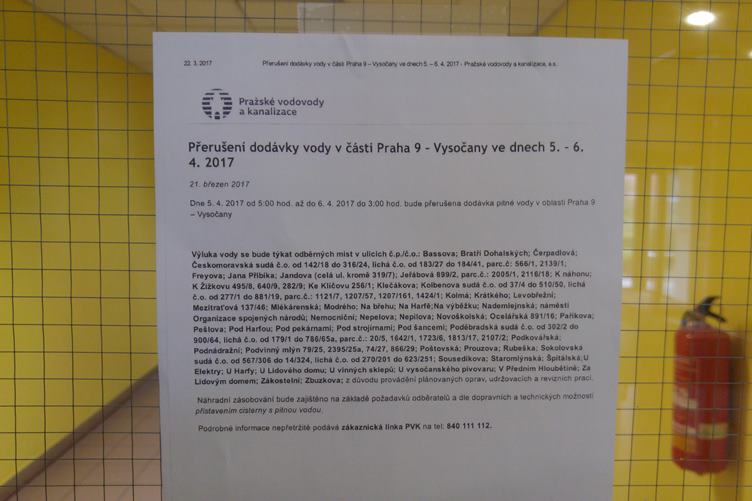 22. 3. 2017 Přerušení dodávky vody v části Praha 9 – Vysočany ve dnech 5. – 6. 4. 2017 - Pražské vodovody a kanalizace, a.s.
Pražské vodovody
a kanalizace
Přerušení dodávky vody v části Praha 9 - Vysočany ve dnech 5. - 6.
4. 2017
21. březen 2017
Dne 5. 4. 2017 od 5:00 hod. až do 6. 4. 2017 do 3:00 hod. bude přerušena dodávka pitné vody v oblasti Praha 9
– Vysočany
Výluka vody se bude týkat odběrných míst v ulicích č.p./č.o.: Bassova; Bratří Dohalských; Čerpadlová;
Českomoravská sudá č.o. od 142/18 do 316/24, lichá č.o. od 183/27 do 184/41, parc.č: 566/1, 2139/1;
Freyova; Jana Přibíka; Jandova (celá ul. kromě 319/7); Jeřábová 899/2, parc.č.: 2005/1, 2116/18; K náhonu;
K Žižkovu 495/8, 640/9, 282/9; Ke Klíčovu 256/1; Klečákova; Kolbenova sudá č.o. od 37/4 do 510/50, lichá
č.o. od 277/1 do 881/19, parc.č.: 1121/7, 1207/57, 1207/161, 1424/1; Kolmá; Krátkého; Levobřežní;
Mezitraťová 137/46; Mlékárenská; Modrého; Na břehu; Na Harfě; Na výběžku; Nademlejnská; náměstí
Organizace spojených národů; Nemocniční; Nepelova; Nepilova; Novoškolská; Ocelářská 891/16; Paříkova;
Pešlova; Pod Harfou; Pod pekárnami; Pod strojírnami; Pod šancemi; Poděbradská sudá č.o. od 302/2 do
900/64, lichá č.o. od 179/1 do 786/65a, parc.č.: 20/5, 1642/1, 1723/6, 1813/17, 2107/2; Podkovářská;
Podnádražní; Podvinný mlýn 79/25, 2395/25a, 74/27, 866/29; Poštovská; Prouzova; Rubeška; Sokolovská
sudá č.o. od 567/306 do 14/324, lichá č.o. od 270/201 do 623/251; Sousedíkova; Staromlýnská; Špitálská;U
Elektry; U Harfy; U Lidového domu; U vinných sklepů; U vysočanského pivovaru; V Předním Hloubětíně; Za
Lidovým domem; Zákostelní; Zbuzkova; z důvodu provádění plánovaných oprav, udržovacích a revizních prací.
Náhradní zásobování bude zajištěno na základě požadavků odběratelů a dle dopravních a technických možností
přistavením cisterny s pitnou vodou.
Podrobné informace nepřetržitě podává zákaznická linka PVK na tel: 840 111 112.